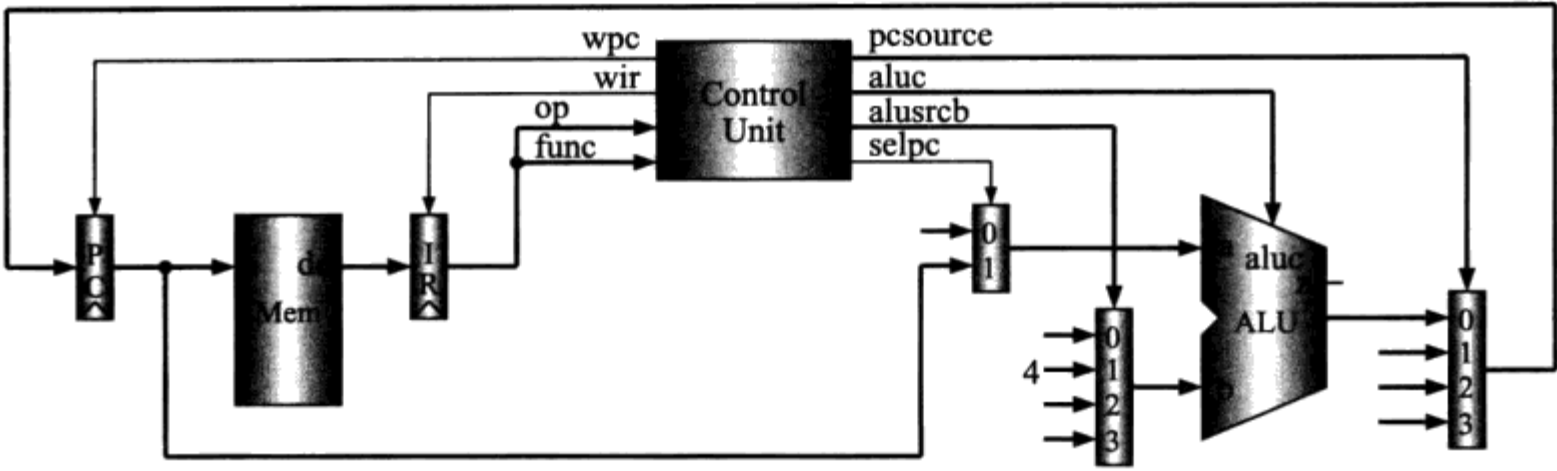 wpc
pcsource
wir
aluc
Control
Unit
op
alusrcb
func
selpc
P
C
Mem
d
I
R
0
1
aluc
ALU
4
0
1
2
3
0
1
2
3